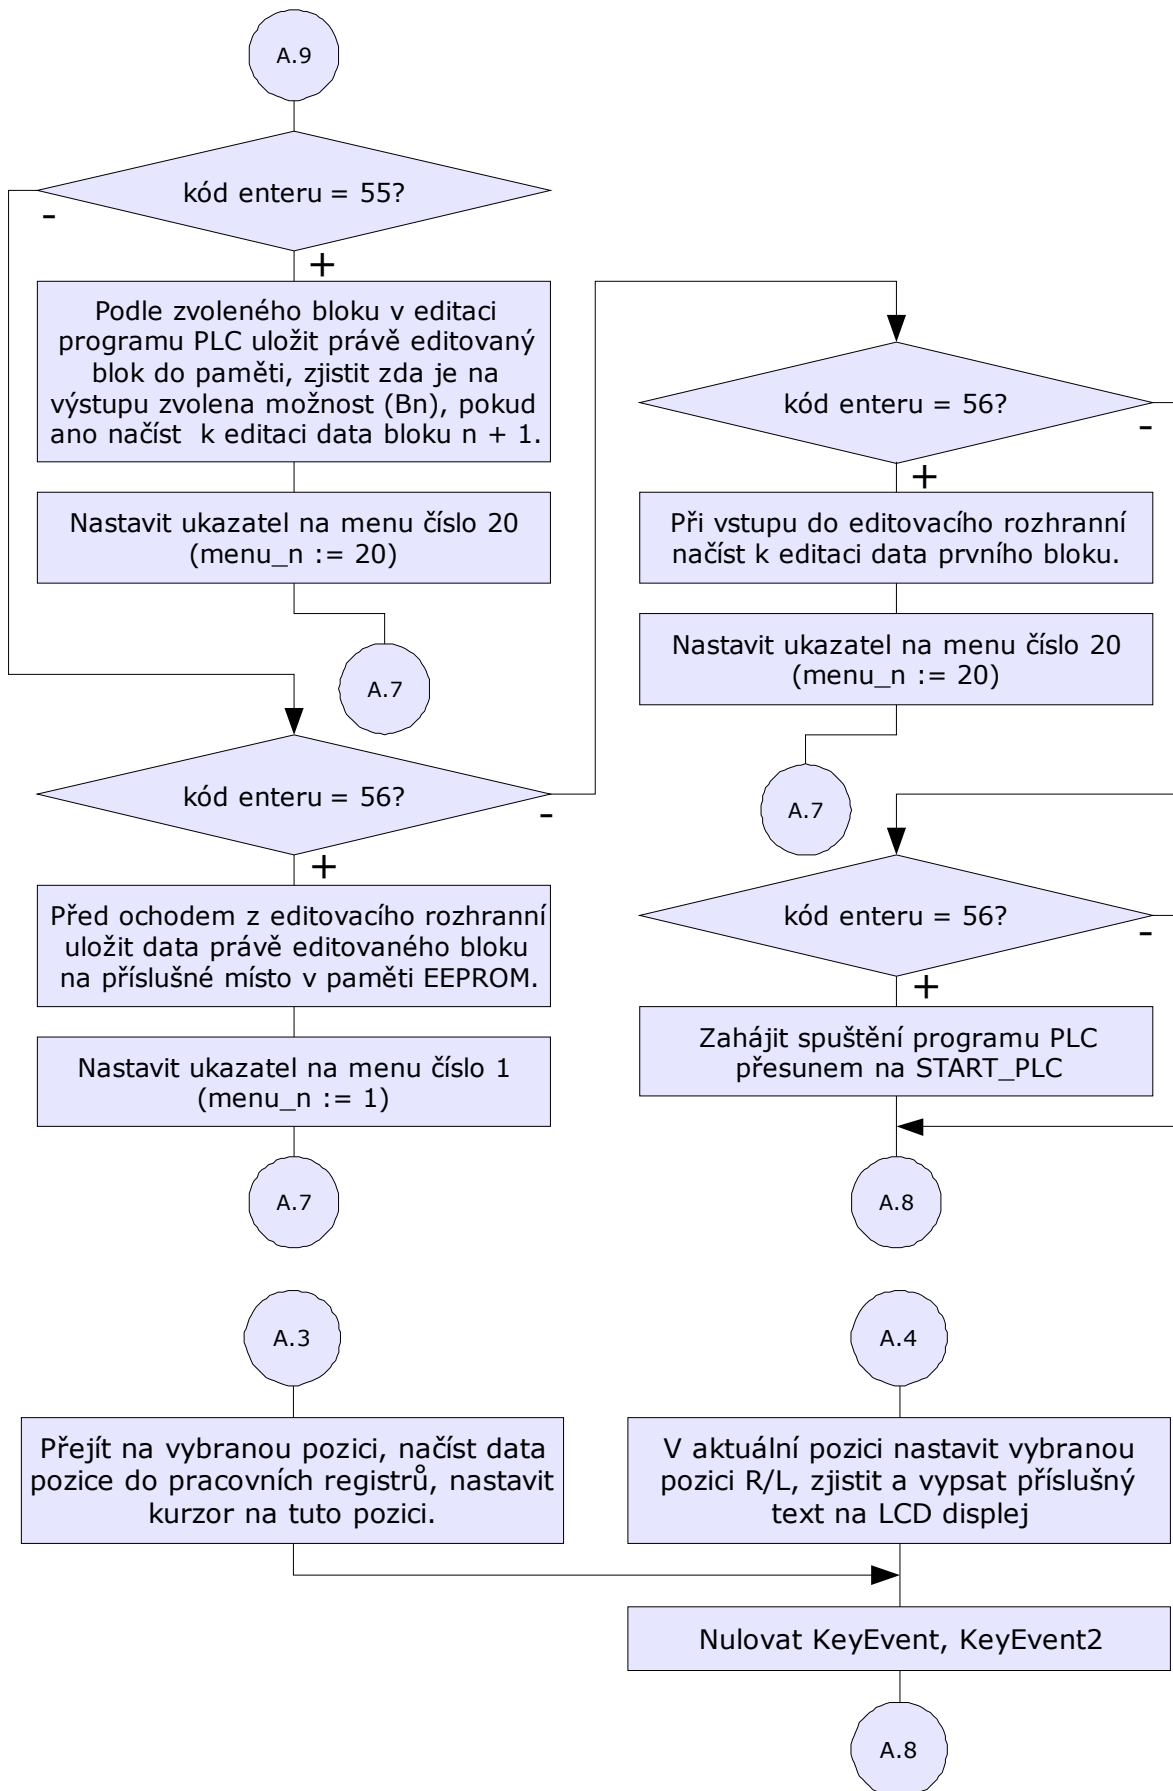 A.9
kód enteru = 55?
-
+
Podle zvoleného bloku v editaci
programu PLC uložit právě editovaný
blok do paměti, zjistit zda je na
výstupu zvolena možnost (Bn), pokud
ano načíst k editaci data bloku n + 1.
Nastavit ukazatel na menu číslo 20
(menu_n := 20)
A.7
kód enteru = 56?
-
+
Před ochodem z editovacího rozhranní
uložit data právě editovaného bloku
na příslušné místo v paměti EEPROM.
Nastavit ukazatel na menu číslo 1
(menu_n := 1)
A.7
kód enteru = 56?
-
+
Při vstupu do editovacího rozhranní
načíst k editaci data prvního bloku.
Nastavit ukazatel na menu číslo 20
(menu_n := 20)
A.7
kód enteru = 56?
-
+
Zahájit spuštění programu PLC
přesunem na START_PLC
A.8
A.3
Přejít na vybranou pozici, načíst data
pozice do pracovních registrů, nastavit
kurzor na tuto pozici.
A.4
V aktuální pozici nastavit vybranou
pozici R/L, zjistit a vypsat příslušný
text na LCD displej
Nulovat KeyEvent, KeyEvent2
A.8